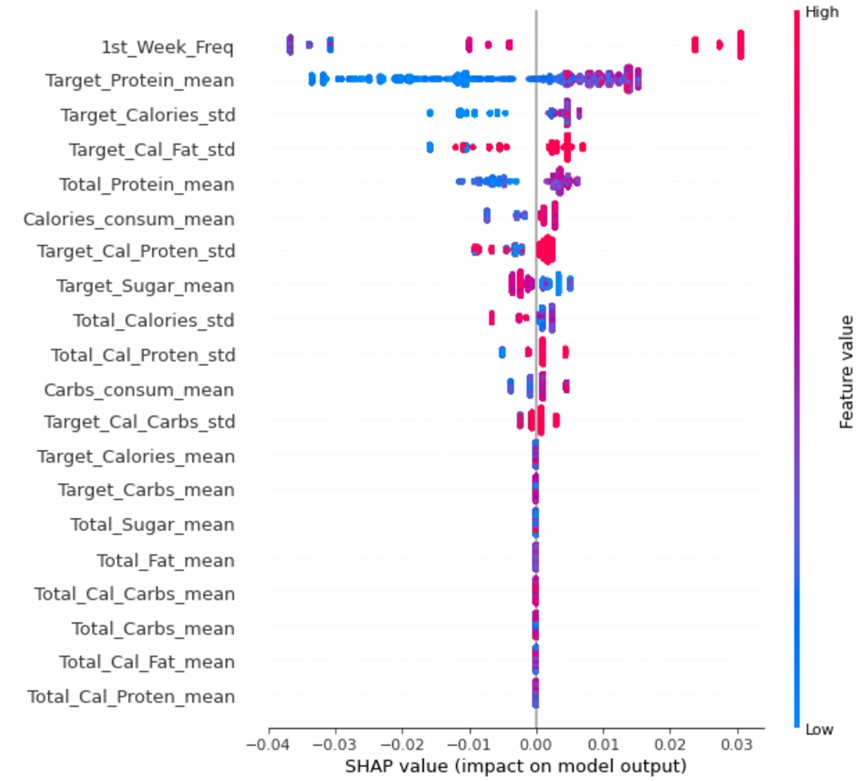 High
1st_Week_Freq
Target_Protein_mean
Target_Calories_std
Target_Cal_Fat_std
Total_Protein_mean
Calories_consum_mean
Target_Cal_Proten_std
Target_Sugar_mean
Total_Calories_std
Total_Cal_Proten_std
Carbs_consum_mean
Target_Cal_Carbs_std
Target_Calories_mean
Target_Carbs_mean
Total_Sugar_mean
Total_Fat_mean
Total_Cal_Carbs_mean
Total_Carbs_mean
Total_Cal_Fat_mean
Total_Cal_Proten_mean
Feature value
Low
−0.04 −0.03 −0.02 −0.01 0.00 0.01 0.02 0.03
SHAP value (impact on model output)